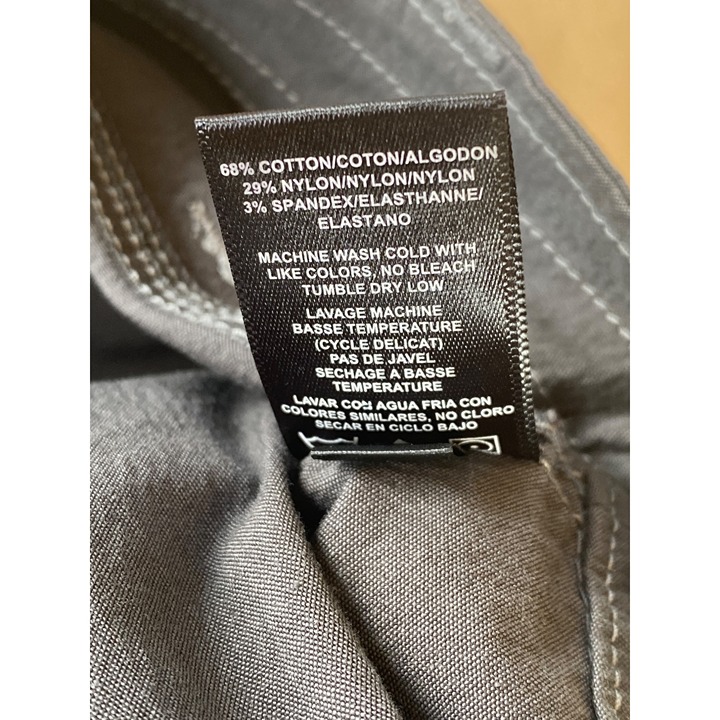 68% COTTON/COTON/ALGODON
29% NYLON/NYLON/NYLON
3% SPANDEX/ELASTHANNE/
ELASTANO
MACHINE WASH COLD WITH
LIKE COLORS, NO BLEACH
TUMBLE DRY LOW
LAVAGE MACHINE
BASSE TEMPERATURE
(CYCLE DELICAT)
PAS DE JAVEL
SECHAGE A BASSE
TEMPERATURE
LAVAR CON AGUA FRIA CON
COLORES SIMILARES, NO CLORO
SECAR EN CICLO BAJO